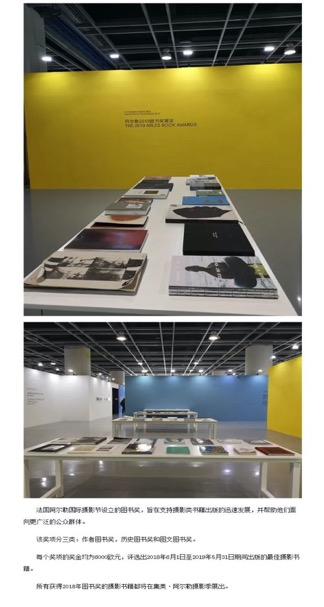 阿尔勒2019图书奖展览
THE 2019 ARLES BOOK AWARDS
法国阿尔勒国际摄影节设立的图书奖，旨在支持摄影类书籍出版的迅速发展，并帮助他们面
向更广泛的公众群体。
该奖项分三类：作者图书奖，历史图书奖和图文图书奖。
每个奖项的奖金均为6000欧元，评选出2018年6月1日至2019年5月31日期间出版的最佳摄影书
籍。
所有获得2018年图书奖的摄影书籍都将在集美·阿尔勒摄影季展出。